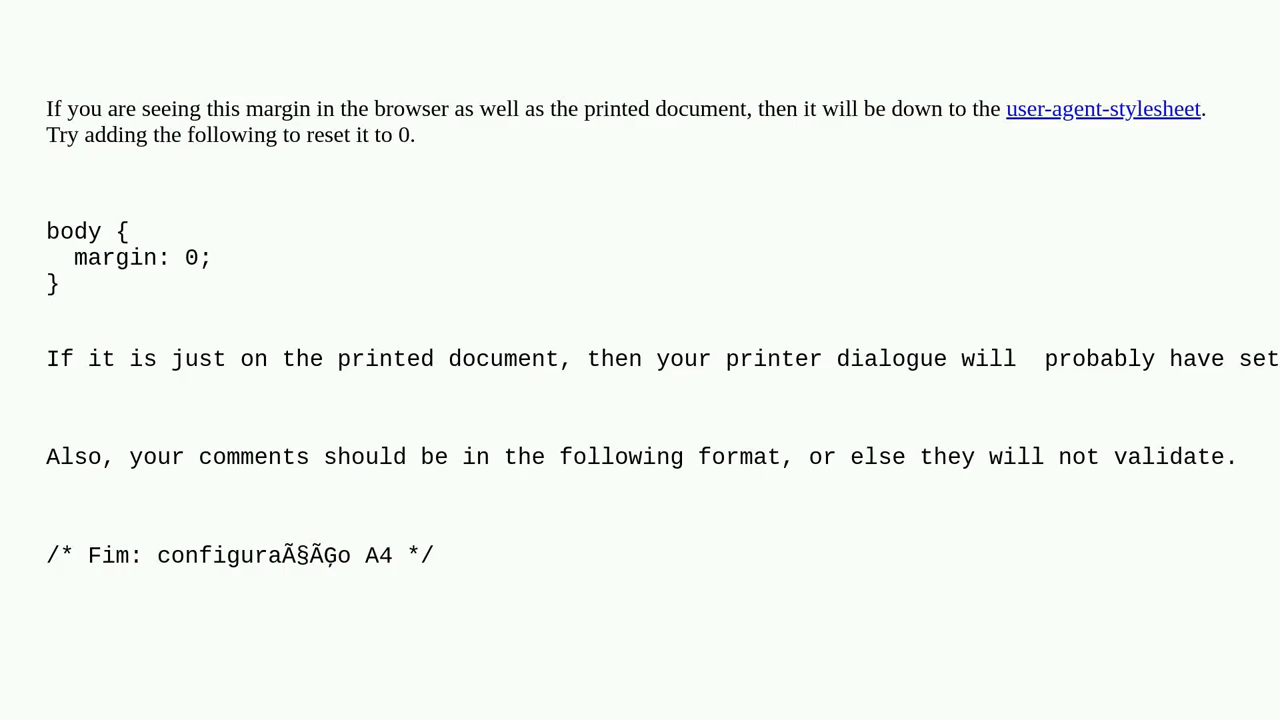 If you are seeing this margin in the browser as well as the printed document, then it will be down to the user-agent-stylesheet.
Try adding the following to reset it to 0.
body {
  margin: 0;
}
If it is just on the printed document, then your printer dialogue will  probably have set
Also, your comments should be in the following format, or else they will not validate.
/* Fim: configuraÃ§ÃĢo A4 */